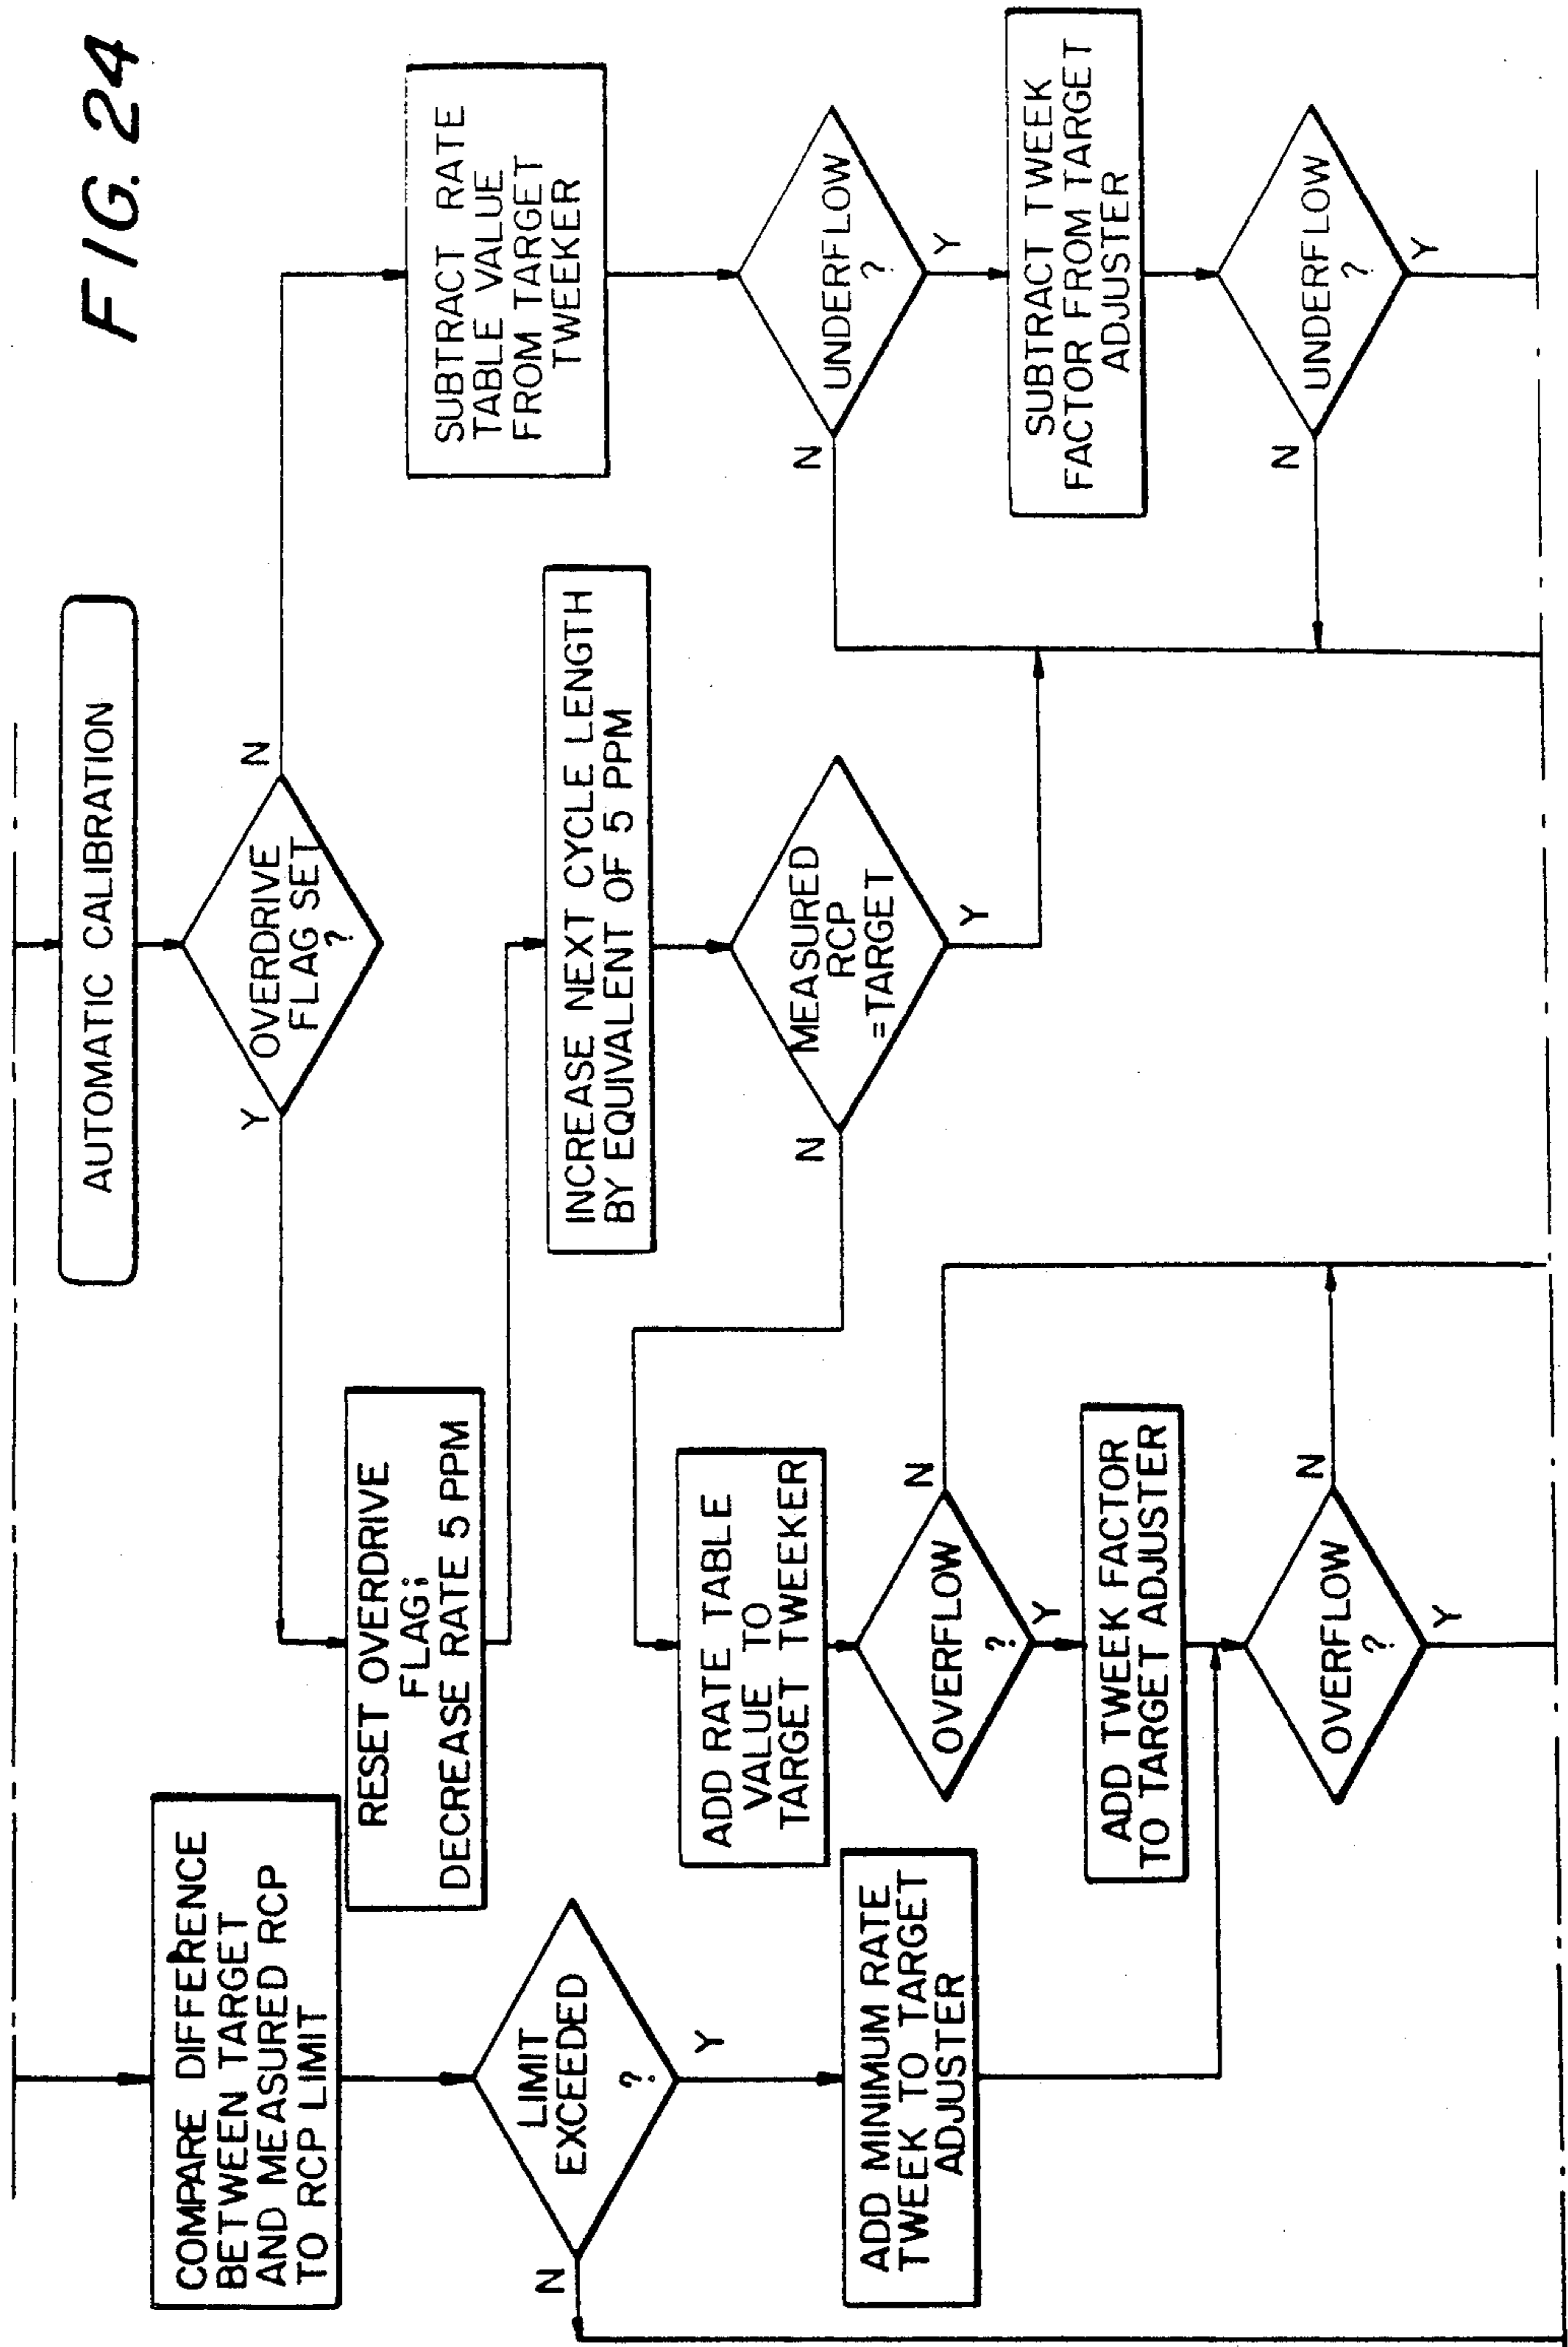 FIG. 24
AUTOMATIC CALIBRATION
OVERDRIVE
FLAG SET
?
Y
N
COMPARE DIFFERENCE
BETWEEN TARGET
AND MEASURED RCP
TO RCP LIMIT
LIMIT
EXCEEDED
?
N
Y
ADD MINIMUM RATE
TWEEK TO TARGET
ADJUSTER
RESET OVERDRIVE
FLAG;
DECREASE RATE 5 PPM
INCREASE NEXT CYCLE LENGTH
BY EQUIVALENT OF 5 PPM
MEASURED
RCP
=TARGET
N
Y
ADD RATE TABLE
VALUE TO
TARGET TWEEKER
OVERFLOW
?
N
Y
ADD TWEEK FACTOR
TO TARGET ADJUSTER
OVERFLOW
?
N
Y
SUBTRACT RATE
TABLE VALUE
FROM TARGET
TWEEKER
UNDERFLOW
?
N
Y
SUBTRACT TWEEK
FACTOR FROM TARGET
ADJUSTER
UNDERFLOW
?
N
Y